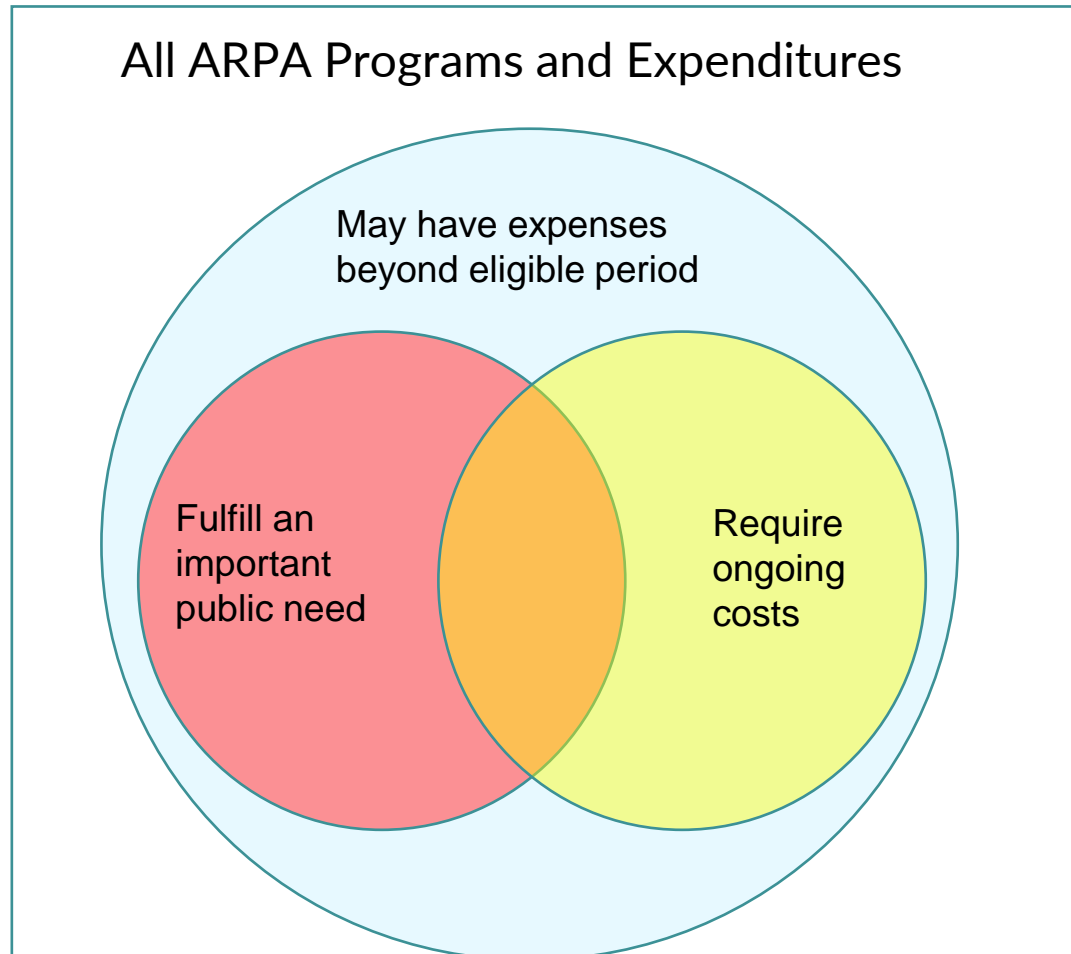 All ARPA Programs and Expenditures
May have expenses
beyond eligible period
Fulfill an
important
public need
Require
ongoing
costs